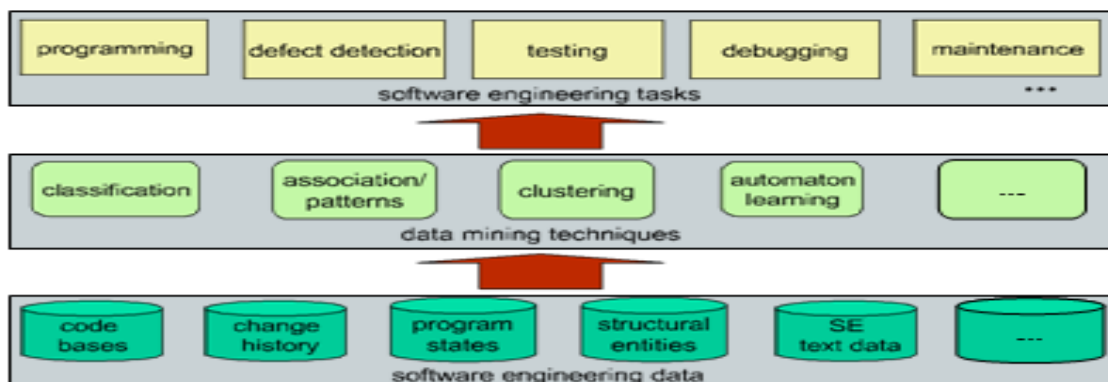 programming
defect detection
testing
debugging
maintenance
software engineering tasks
...
classification
association/
patterns
clustering
automaton
learning
---
data mining techniques
code
bases
change
history
program
states
structural
entities
SE
text data
---
software engineering data